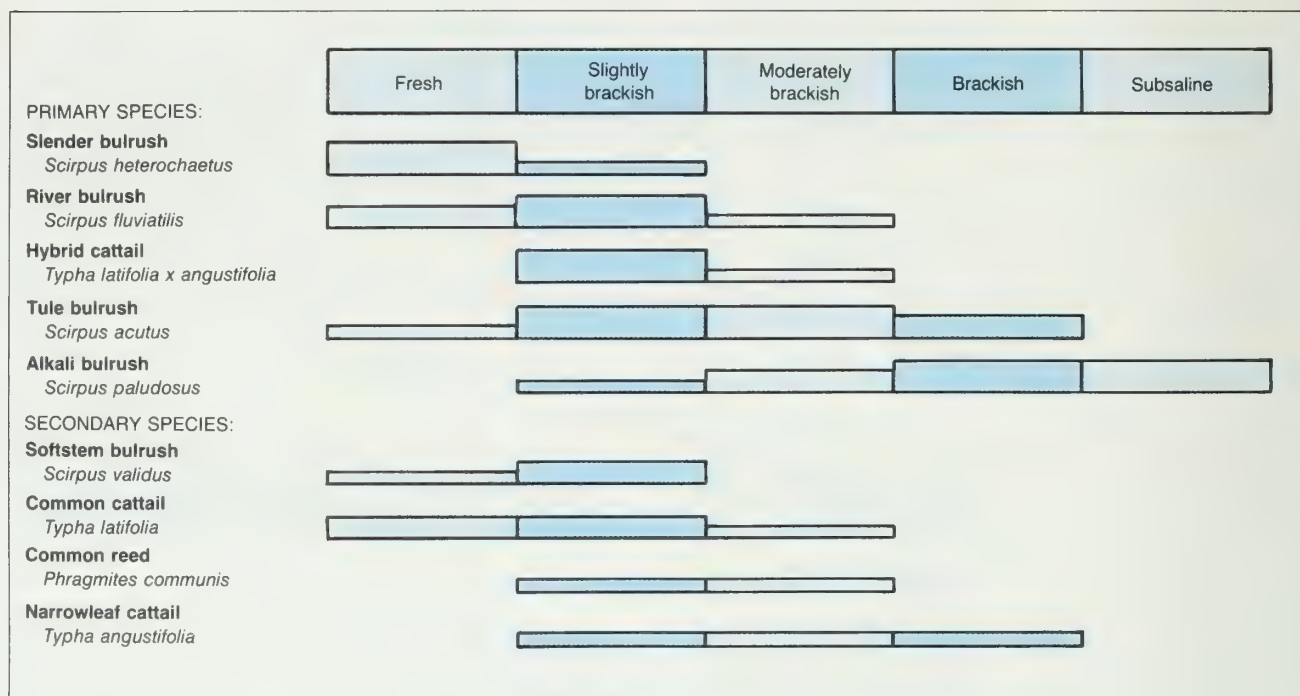 Fresh
Slightly
brackish
Moderately
brackish
Brackish
Subsaline
PRIMARY SPECIES:
Slender bulrush
Scirpus heterochaetus
River bulrush
Scirpus fluviatilis
Hybrid cattail
Typha latifolia x angustifolia
Tule bulrush
Scirpus acutus
Alkali bulrush
Scirpus paludosus
SECONDARY SPECIES:
Softstem bulrush
Scirpus validus
Common cattail
Typha latifolia
Common reed
Phragmites communis
Narrowleaf cattail
Typha angustifolia